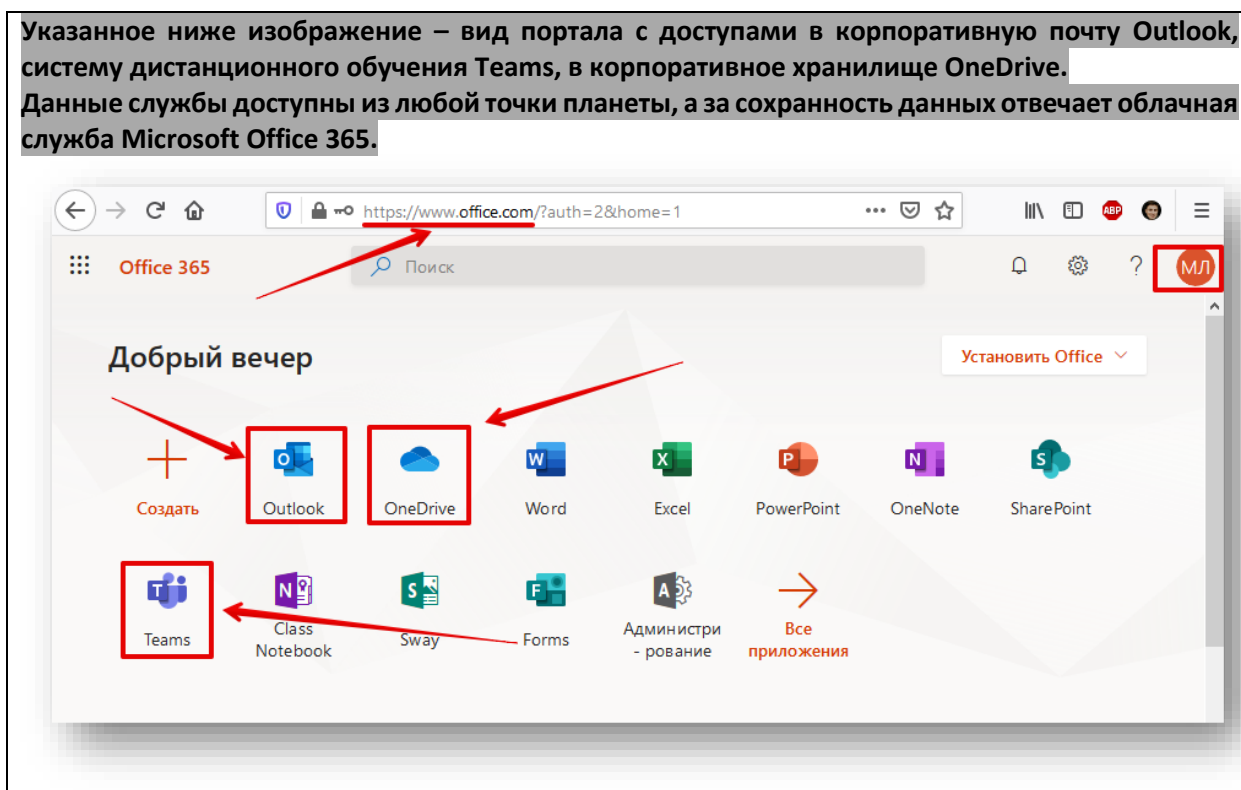 Указанное ниже изображение – вид портала с доступами в корпоративную почту Outlook,
систему дистанционного обучения Teams, в корпоративное хранилище OneDrive.
Данные службы доступны из любой точки планеты, а за сохранность данных отвечает облачная
служба Microsoft Office 365.
https://www.office.com/?auth=2&home=1
ABP
Office 365
Поиск
?
МЛ
Добрый вечер
Установить Office
Создать
Outlook
OneDrive
Word
Excel
PowerPoint
OneNote
SharePoint
Teams
Class
Notebook
Sway
Forms
Администри
- рование
Все
приложения